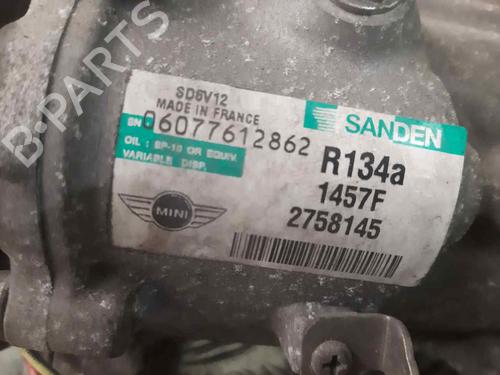 B-PARTS
SD6V12
MADE IN FRANCE
SN 06077612862
OIL : SP-10 OR EQUIV.
VARIABLE DISP.
SANDEN
R134a
1457F
2758145
MINI